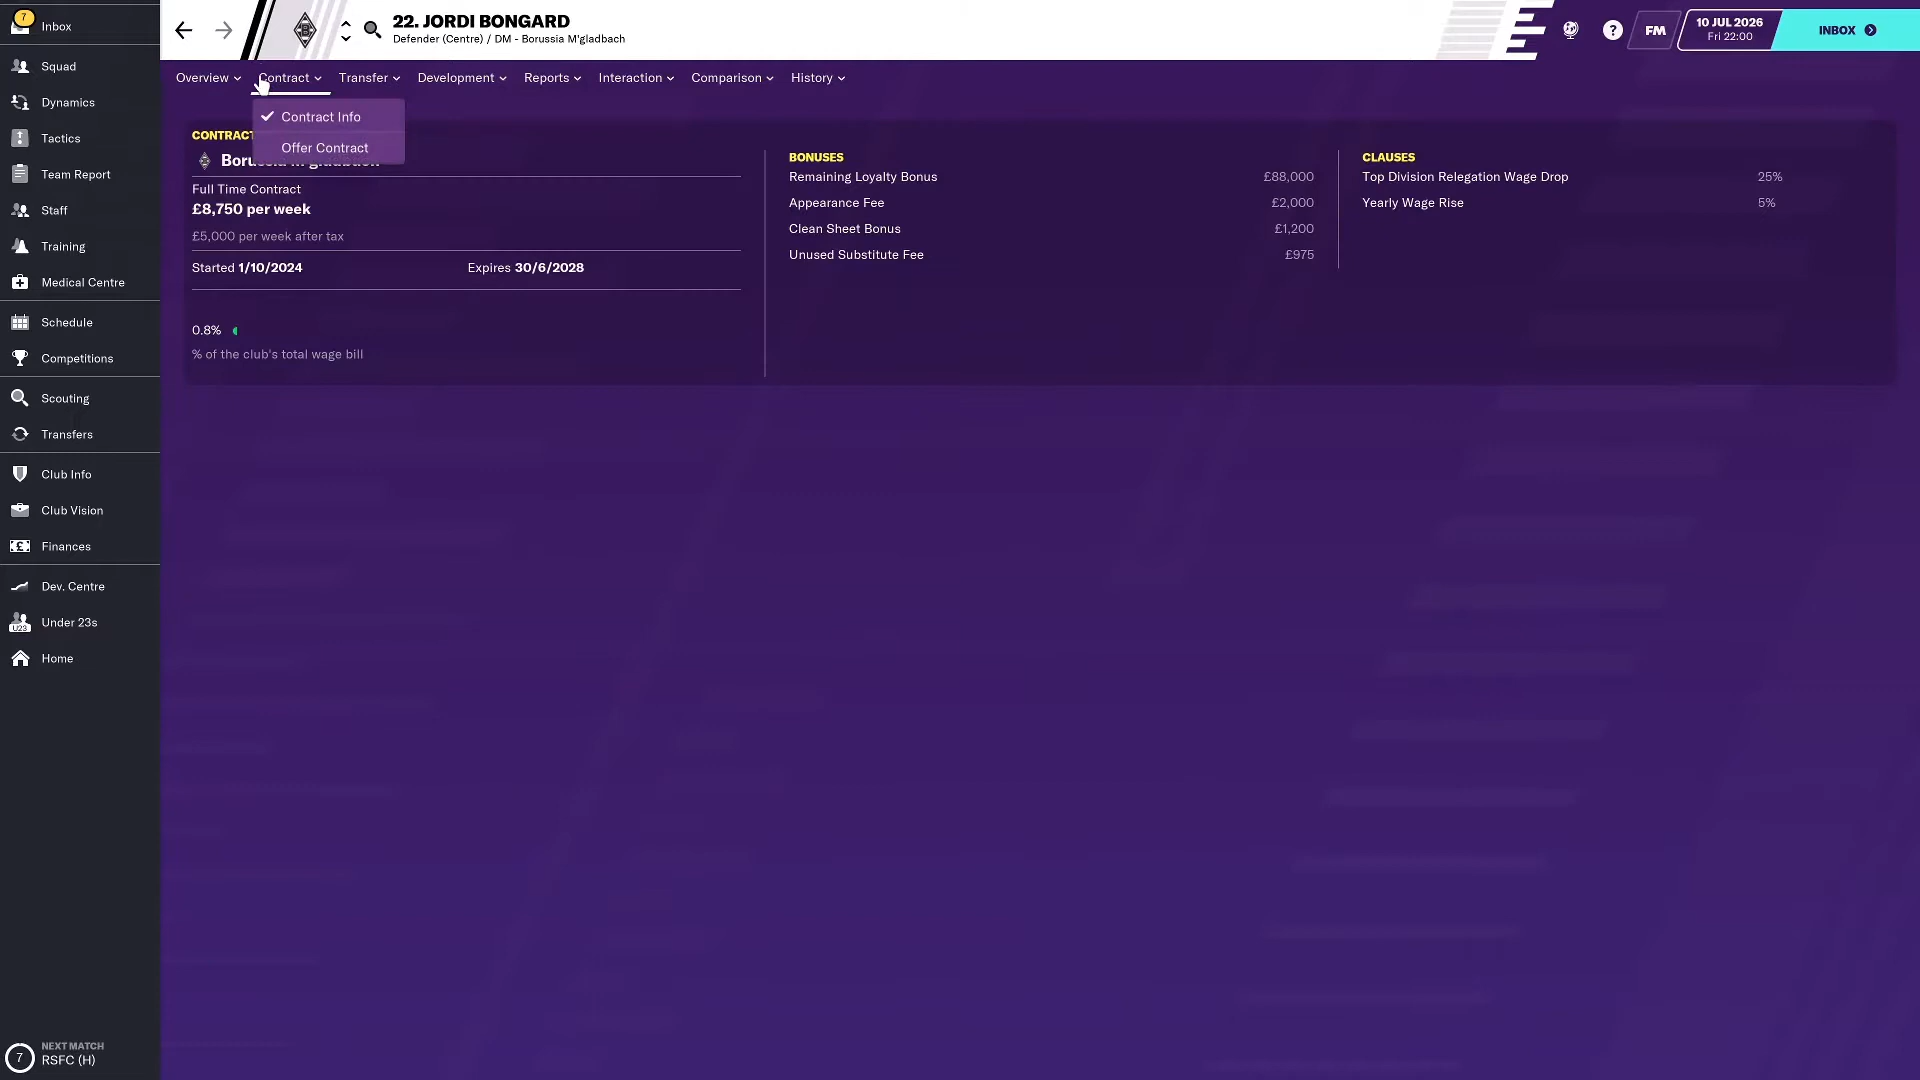 7
Inbox
Squad
Dynamics
Tactics
Team Report
Staff
Training
Medical Centre
Schedule
Competitions
Scouting
Transfers
Club Info
Club Vision
Finances
Dev. Centre
U23
Under 23s
Home
7
NEXT MATCH
RSFC (H)
22. JORDI BONGARD
Defender (Centre) / DM - Borussia M'gladbach
?
FM
10 JUL 2026
Fri 22:00
INBOX
Overview
Contract
Transfer
Development
Reports
Interaction
Comparison
History
Contract Info
Offer Contract
CONTRACT
Full Time Contract
£8,750 per week
£5,000 per week after tax
Started 1/10/2024
Expires 30/6/2028
0.8%
% of the club's total wage bill
BONUSES
Remaining Loyalty Bonus £88,000
Appearance Fee £2,000
Clean Sheet Bonus £1,200
Unused Substitute Fee £975
CLAUSES
Top Division Relegation Wage Drop 25%
Yearly Wage Rise 5%